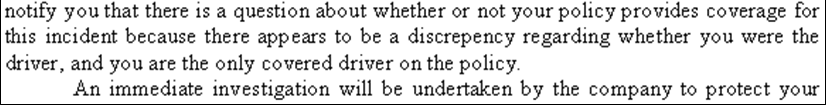 notify you that there is a question about whether or not your policy provides coverage for
this incident because there appears to be a discrepency regarding whether you were the
driver, and you are the only covered driver on the policy.
An immediate investigation will be undertaken by the company to protect your